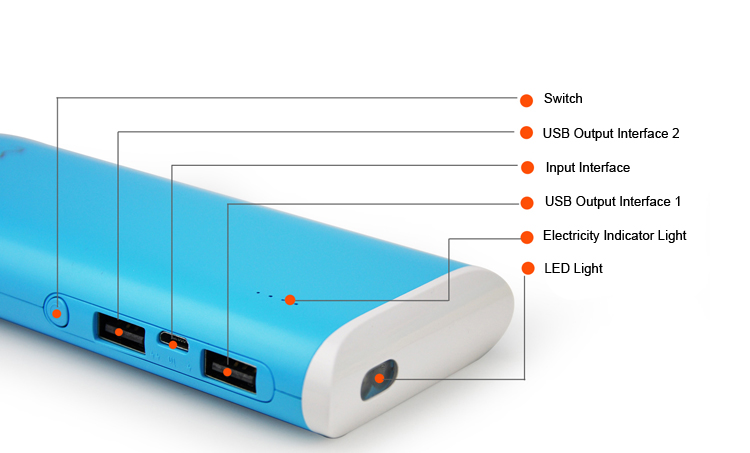 Switch
USB Output Interface 2
Input Interface
USB Output Interface 1
Electricity Indicator Light
LED Light